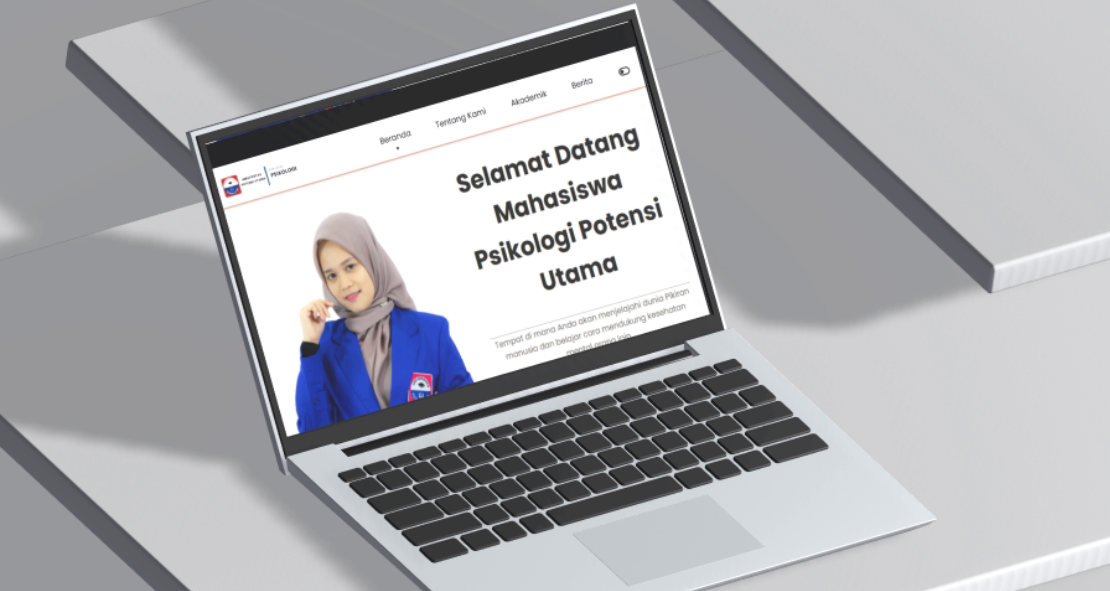 Beranda
Tentang Kami
Akademik
Berita
PSIKOLOGI
Selamat Datang
Mahasiswa
Psikologi Potensi
Utama
Tempat di mana Anda akan menjelajahi dunia Pikiran
manusia dan belajar cara mendukung kesehatan
mental orang lain